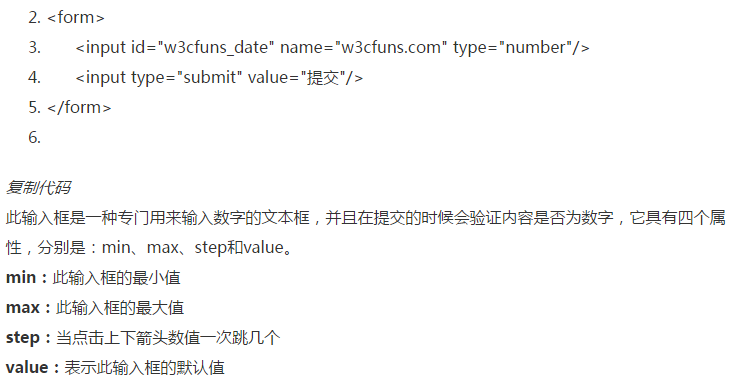 2. <form>
3. <input id="w3cfuns_date" name="w3cfuns.com" type="number"/>
4. <input type="submit" value="提交"/>
5. </form>
6.
复制代码
此输入框是一种专门用来输入数字的文本框，并且在提交的时候会验证内容是否为数字，它具有四个属
性，分别是：min、max、step和value。
min：此输入框的最小值
max：此输入框的最大值
step：当点击上下箭头数值一次跳几个
value：表示此输入框的默认值